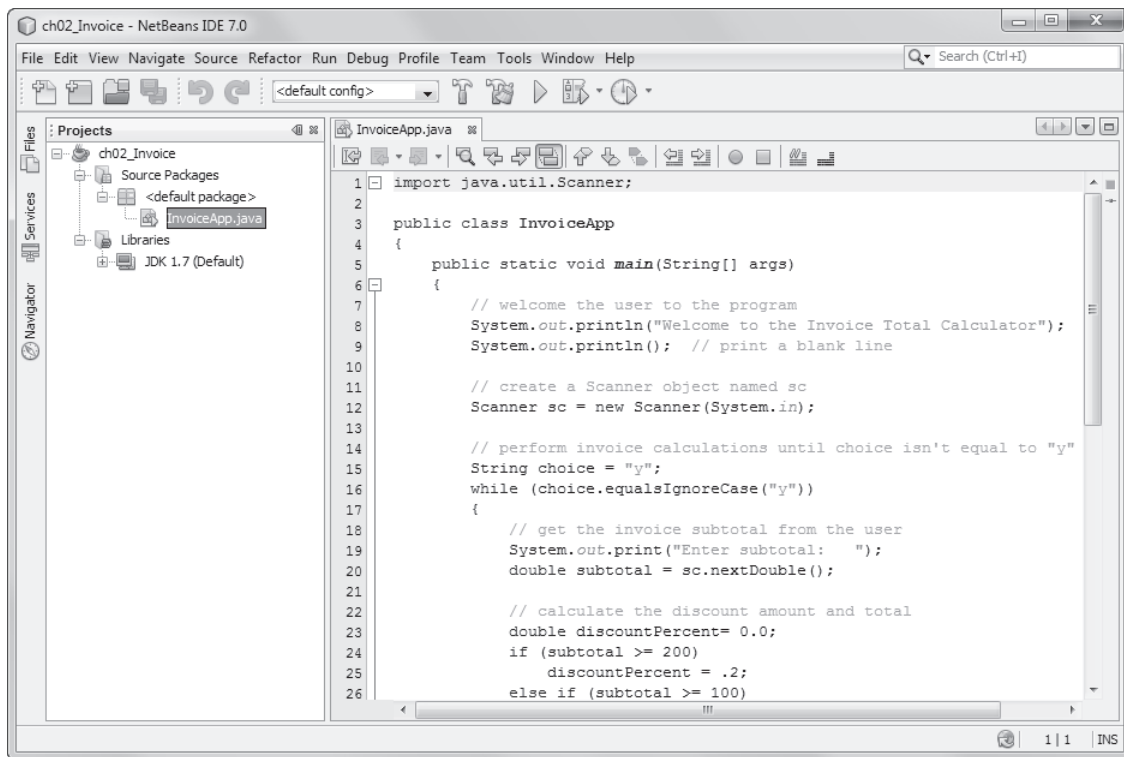 ch02_Invoice - NetBeans IDE 7.0
File Edit View Navigate Source Refactor Run Debug Profile Team Tools Window Help
Search (Ctrl+I)
<default config>
Files
Services
Navigator
Projects
ch02_Invoice
Source Packages
<default package>
InvoiceApp.java
Libraries
JDK 1.7 (Default)
InvoiceApp.java
1 import java.util.Scanner;
2
3 public class InvoiceApp
4 {
5     public static void main(String[] args)
6     {
7         // welcome the user to the program
8         System.out.println("Welcome to the Invoice Total Calculator");
9         System.out.println();  // print a blank line
10
11         // create a Scanner object named sc
12         Scanner sc = new Scanner(System.in);
13
14         // perform invoice calculations until choice isn't equal to "y"
15         String choice = "y";
16         while (choice.equalsIgnoreCase("y"))
17         {
18             // get the invoice subtotal from the user
19             System.out.print("Enter subtotal:   ");
20             double subtotal = sc.nextDouble();
21
22             // calculate the discount amount and total
23             double discountPercent= 0.0;
24             if (subtotal >= 200)
25                 discountPercent = .2;
26             else if (subtotal >= 100)
1 | 1 INS